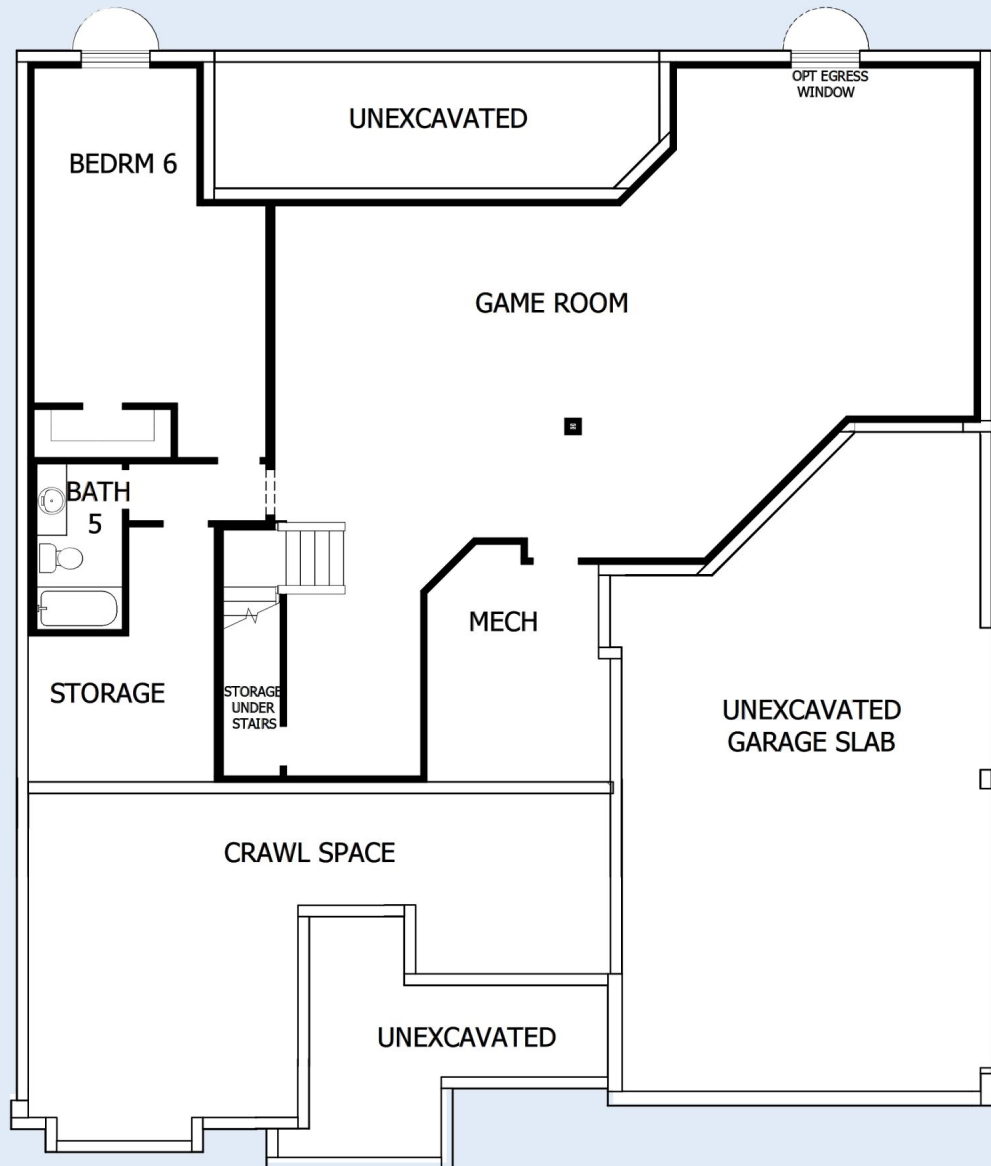 OPT EGRESS
WINDOW
UNEXCAVATED
BEDRM 6
GAME ROOM
BATH
5
MECH
STORAGE
STORAGE
UNDER
STAIRS
UNEXCAVATED
GARAGE SLAB
CRAWL SPACE
UNEXCAVATED